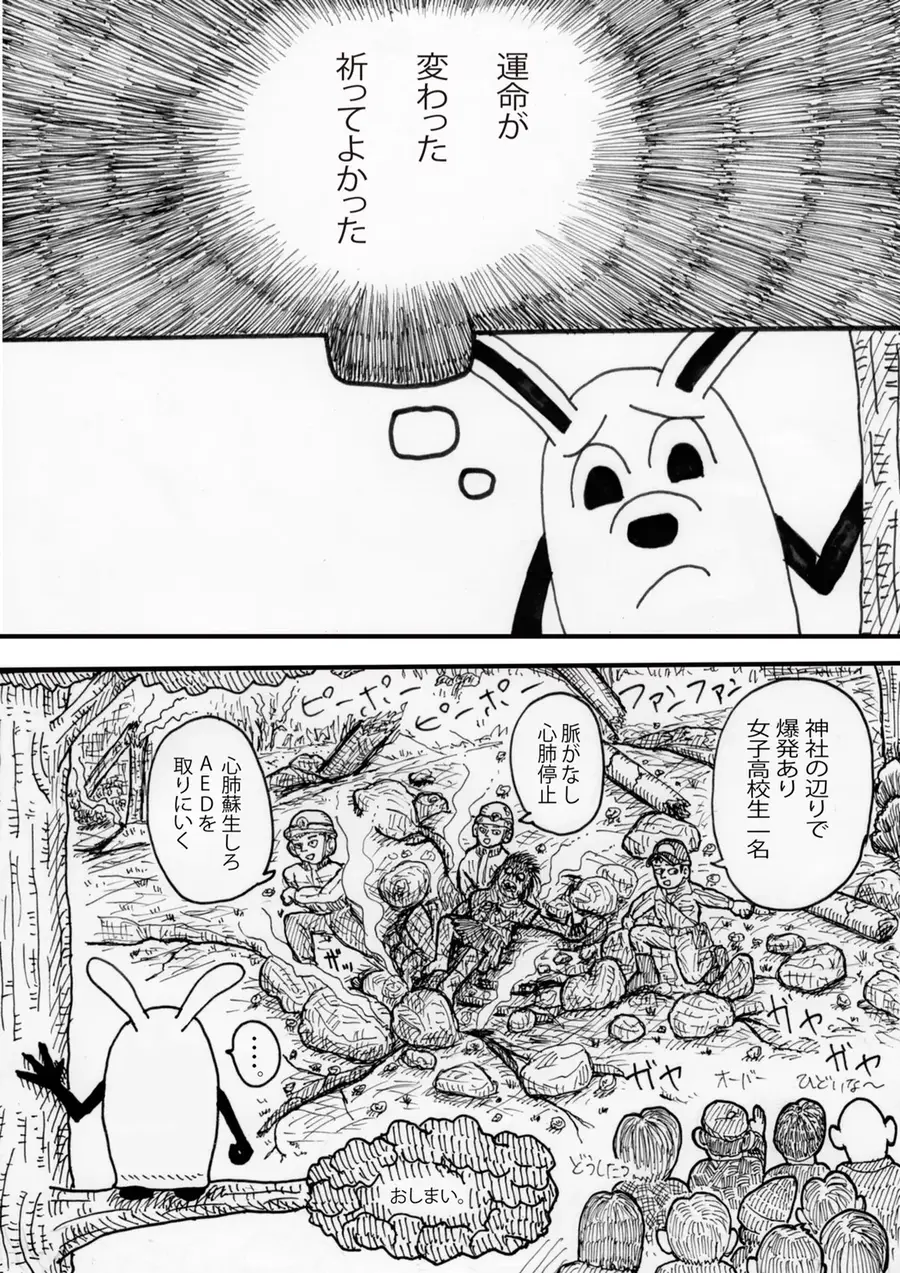 運命が
変わった
祈ってよかった
神社の辺りで
爆発あり
女子高校生一名
ファンファン
脈がなし
心肺停止
ピーポー
ピーポー
心肺蘇生しろ
AEDを
取りにいく
ガッ
‥‥‥。
ガヤ
ガヤ
ガヤ
オーバー
ひどいな～
どうしたっ
おしまい。